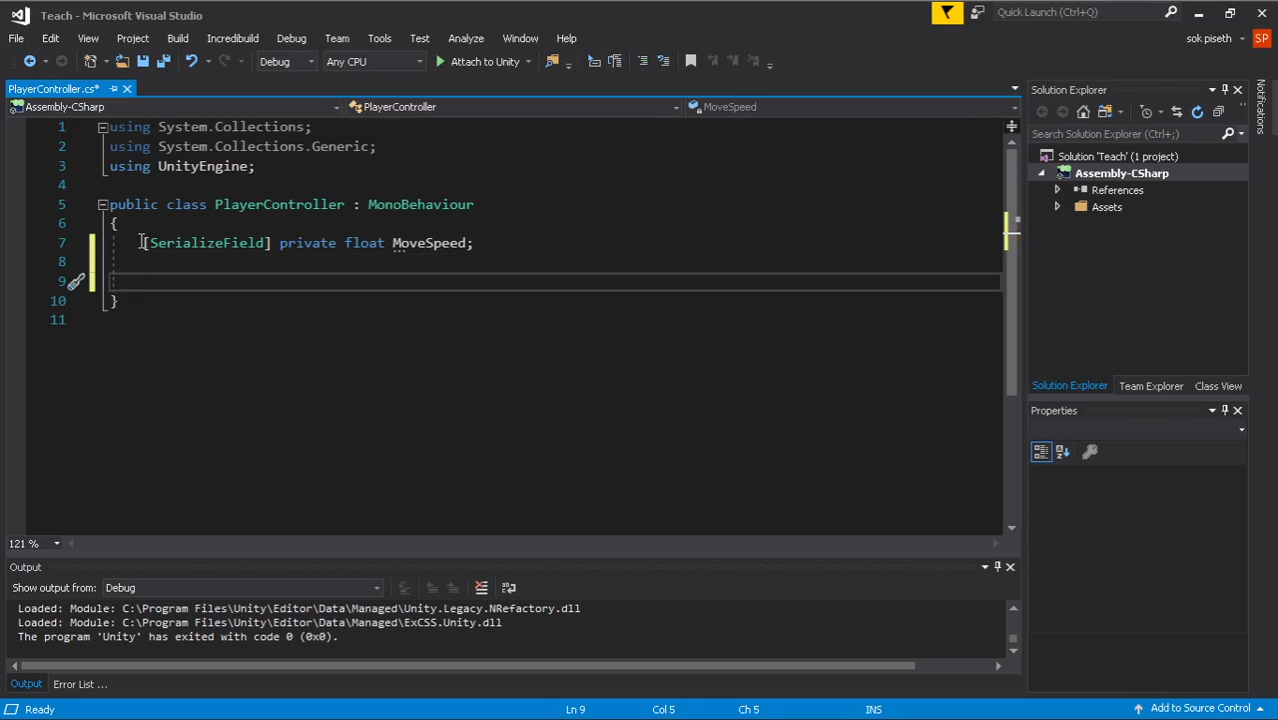 Teach - Microsoft Visual Studio
Quick Launch (Ctrl+Q)
File Edit View Project Build Incredibuild Debug Team Tools Test Analyze Window Help
sok piseth SP
Debug Any CPU Attach to Unity
PlayerController.cs*
Assembly-CSharp PlayerController MoveSpeed
1 using System.Collections;
2 using System.Collections.Generic;
3 using UnityEngine;
4
5 public class PlayerController : MonoBehaviour
6 {
7 [SerializeField] private float MoveSpeed;
8
9
10 }
11
121 %
Output
Show output from: Debug
Loaded: Module: C:\Program Files\Unity\Editor\Data\Managed\Unity.Legacy.NRefactory.dll
Loaded: Module: C:\Program Files\Unity\Editor\Data\Managed\ExCSS.Unity.dll
The program 'Unity' has exited with code 0 (0x0).
Output Error List ...
Solution Explorer
Search Solution Explorer (Ctrl+;)
Solution 'Teach' (1 project)
Assembly-CSharp
References
Assets
Solution Explorer Team Explorer Class View
Properties
Notifications
Ready Ln 9 Col 5 Ch 5 INS Add to Source Control